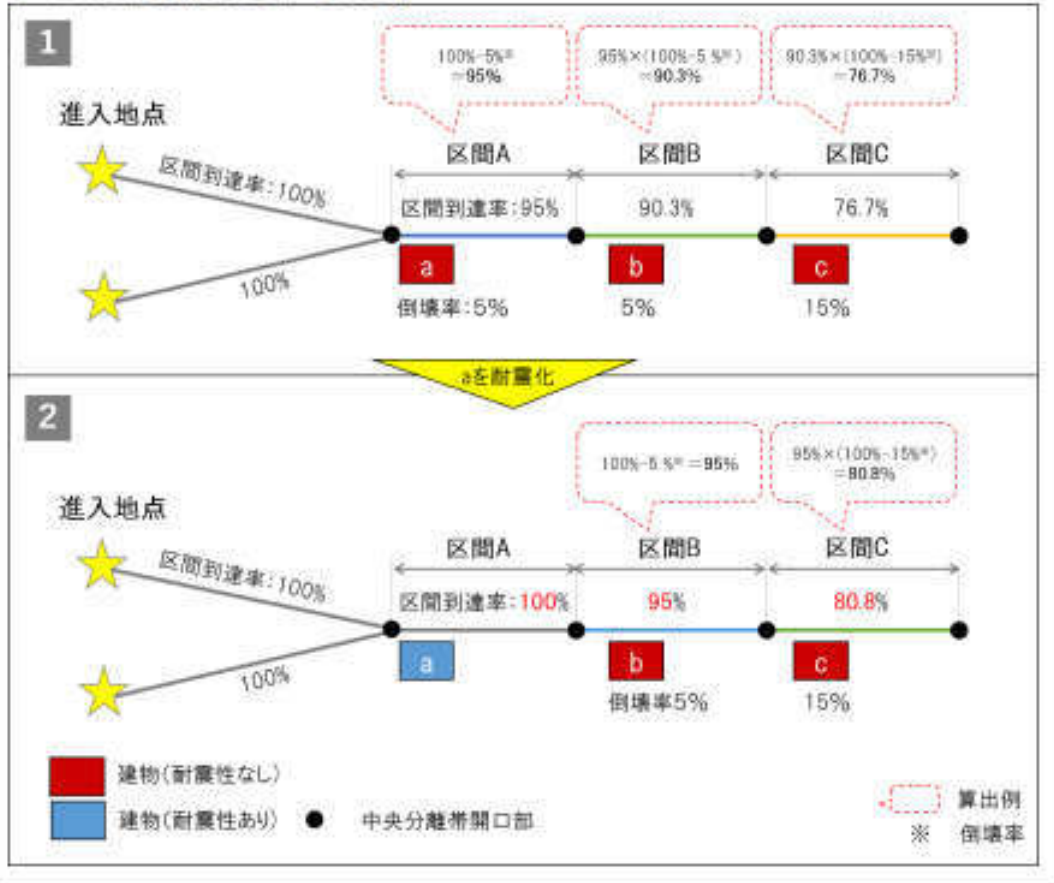 1
100%-5%※
=95%
95%×(100%-5%※)
=90.3%
90.3%×(100%-15%※)
=76.7%
進入地点
区間A
区間B
区間C
区間到達率:100%
区間到達率:95%
90.3%
76.7%
100%
a
b
c
倒壊率:5%
5%
15%
aを耐震化
2
100%-5%※=95%
95%×(100%-15%※)
=80.8%
進入地点
区間A
区間B
区間C
区間到達率:100%
区間到達率:100%
95%
80.8%
100%
a
b
c
倒壊率5%
15%
建物(耐震性なし)
建物(耐震性あり)
中央分離帯開口部
算出例
※ 倒壊率